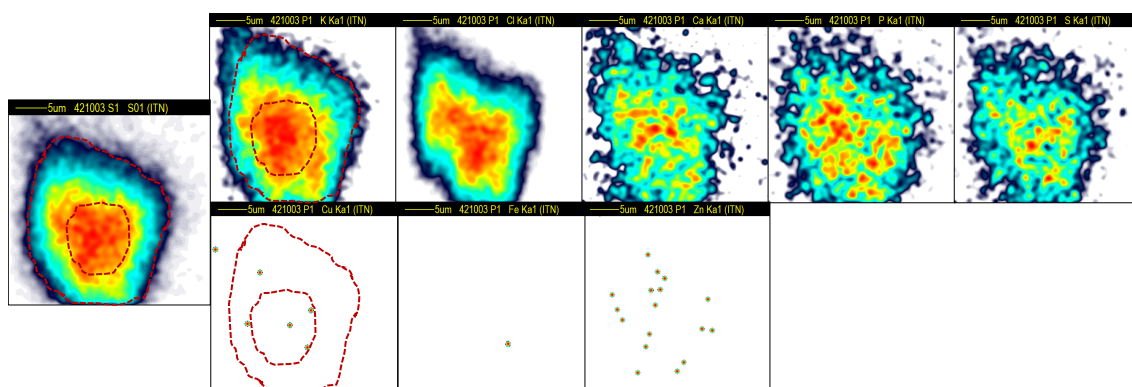 5um 421003 P1 K Ka1 (ITN)
5um 421003 P1 Cl Ka1 (ITN)
5um 421003 P1 Ca Ka1 (ITN)
5um 421003 P1 P Ka1 (ITN)
5um 421003 P1 S Ka1 (ITN)
5um 421003 S1 S01 (ITN)
5um 421003 P1 Cu Ka1 (ITN)
5um 421003 P1 Fe Ka1 (ITN)
5um 421003 P1 Zn Ka1 (ITN)